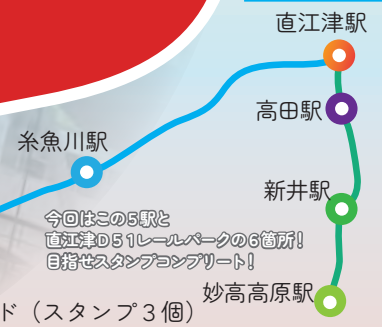 直江津駅
高田駅
糸魚川駅
新井駅
今回はこの5駅と
直江津D51レールパークの6箇所!
目指せスタンプコンプリート!
妙高高原駅
ド（スタンプ3個）